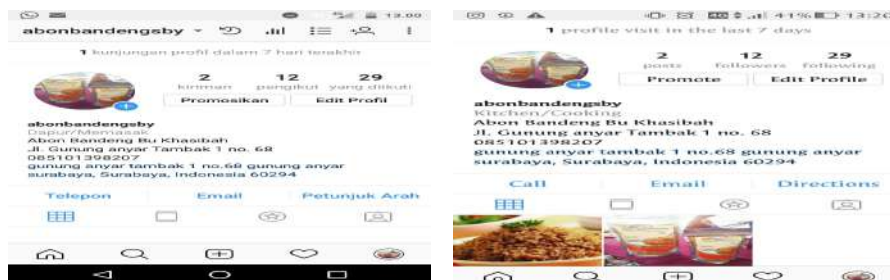 13.00
abonbandengsby
1 kunjungan profil dalam 7 hari terakhir
2 12 29
kiriman pengikut yang diikuti
Promosikan Edit Profil
abonbandengsby
Dapur/Memasak
Abon Bandeng Bu Khasibah
Jl. Gunung anyar Tambak 1 no. 68
085101398207
gunung anyar tambak 1 no.68 gunung anyar
surabaya, Surabaya, Indonesia 60294
Telepon Email Petunjuk Arah
41% 13:20
1 profile visit in the last 7 days
2 12 29
posts followers following
Promote Edit Profile
abonbandengsby
Kitchen/Cooking
Abon Bandeng Bu Khasibah
Jl. Gunung anyar Tambak 1 no. 68
085101398207
gunung anyar tambak 1 no.68 gunung anyar
surabaya, Surabaya, Indonesia 60294
Call Email Directions